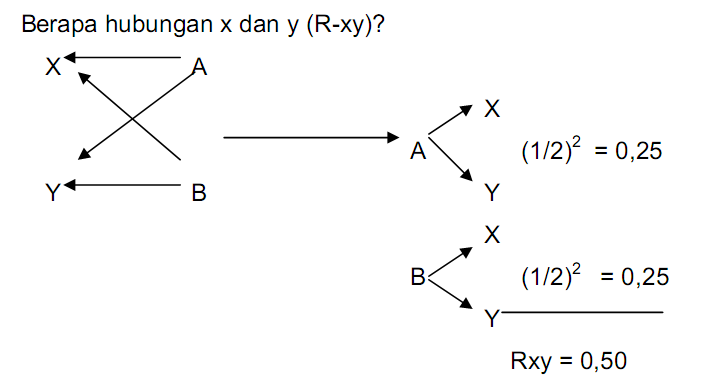 Berapa hubungan x dan y (R-xy)?
X A
Y B
X
A (1/2)² = 0,25
Y
X
B (1/2)² = 0,25
Y
Rxy = 0,50